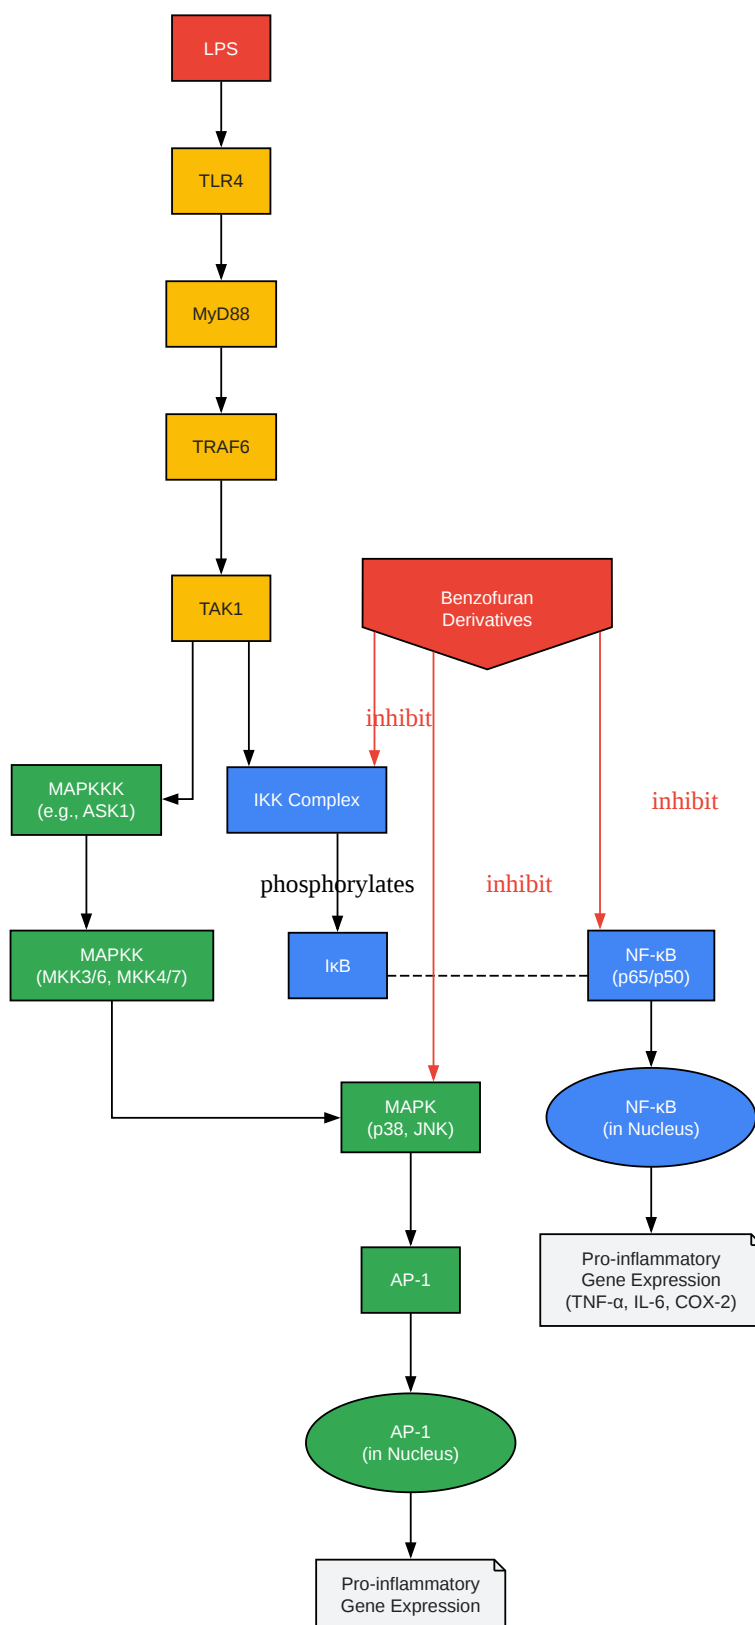 LPS
TLR4
MyD88
TRAF6
TAK1
Benzofuran
Derivatives
inhibit
MAPKKK
(e.g., ASK1)
IKK Complex
inhibit
phosphorylates
inhibit
MAPKK
(MKK3/6, MKK4/7)
IκB
NF-κB
(p65/p50)
MAPK
(p38, JNK)
NF-κB
(in Nucleus)
Pro-inflammatory
Gene Expression
(TNF-α, IL-6, COX-2)
AP-1
AP-1
(in Nucleus)
Pro-inflammatory
Gene Expression